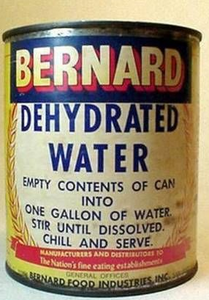 BERNARD
DEHYDRATED
WATER
EMPTY CONTENTS OF CAN
INTO
ONE GALLON OF WATER.
STIR UNTIL DISSOLVED.
CHILL AND SERVE.
MANUFACTURERS AND DISTRIBUTORS TO
The Nation's fine eating establishments
GENERAL OFFICES
BERNARD FOOD INDUSTRIES, INC.